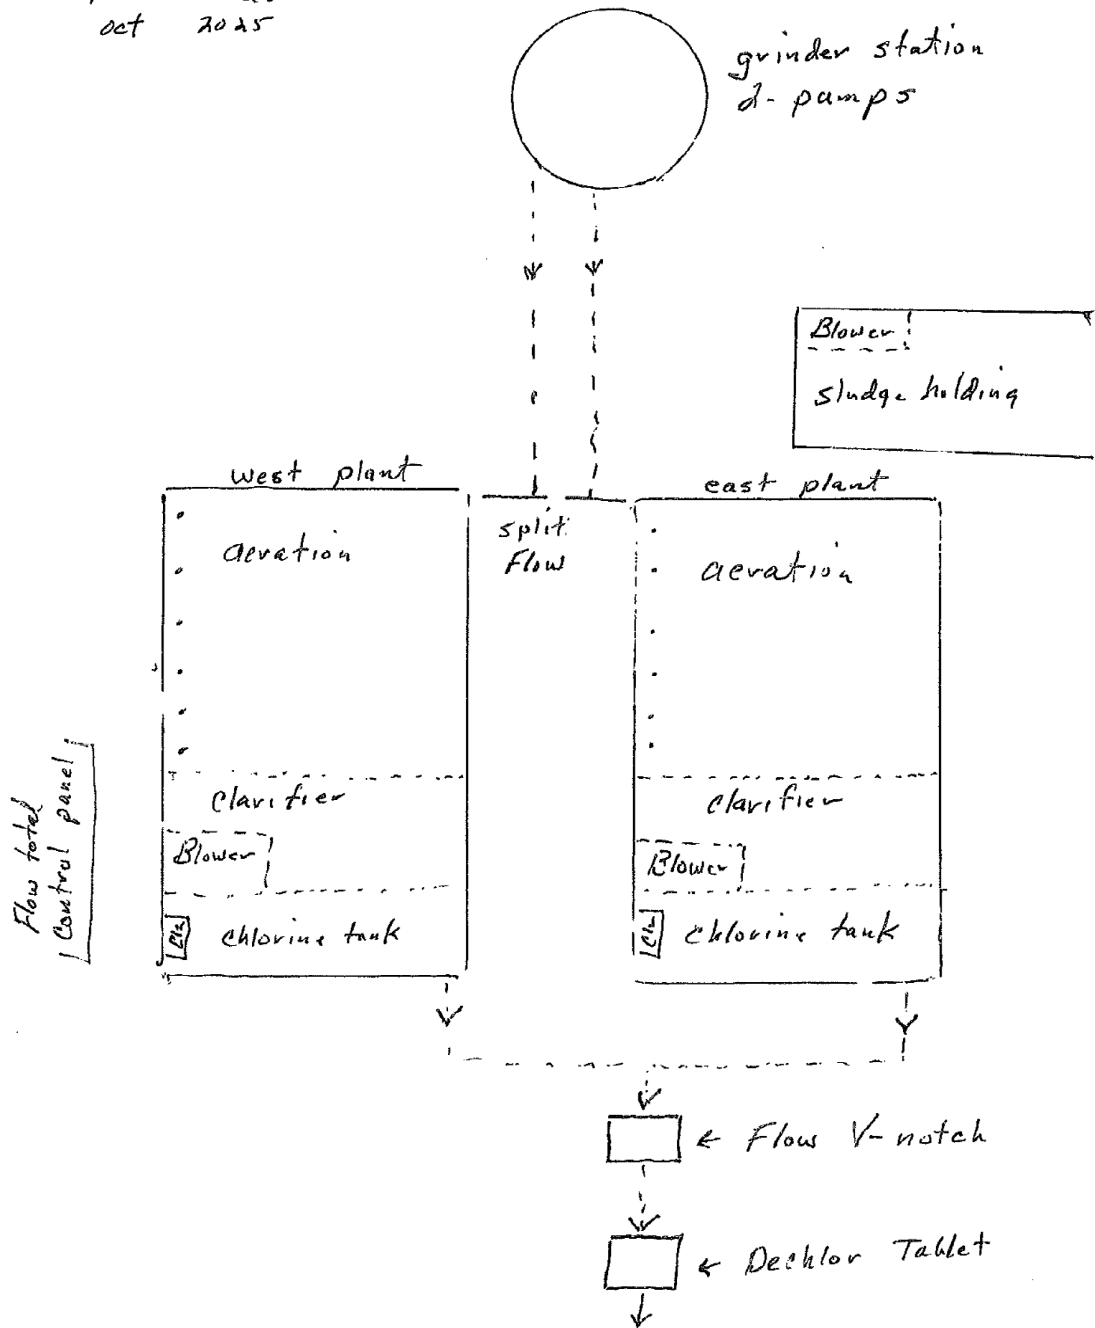 oct 2025
grinder station
2- pumps
Blower
sludge holding
west plant
east plant
split
Flow
aeration
aeration
Flow total
Control panel
clarifier
clarifier
Blower
Blower
Cl2
chlorine tank
Cl2
chlorine tank
← Flow V-notch
← Dechlor Tablet